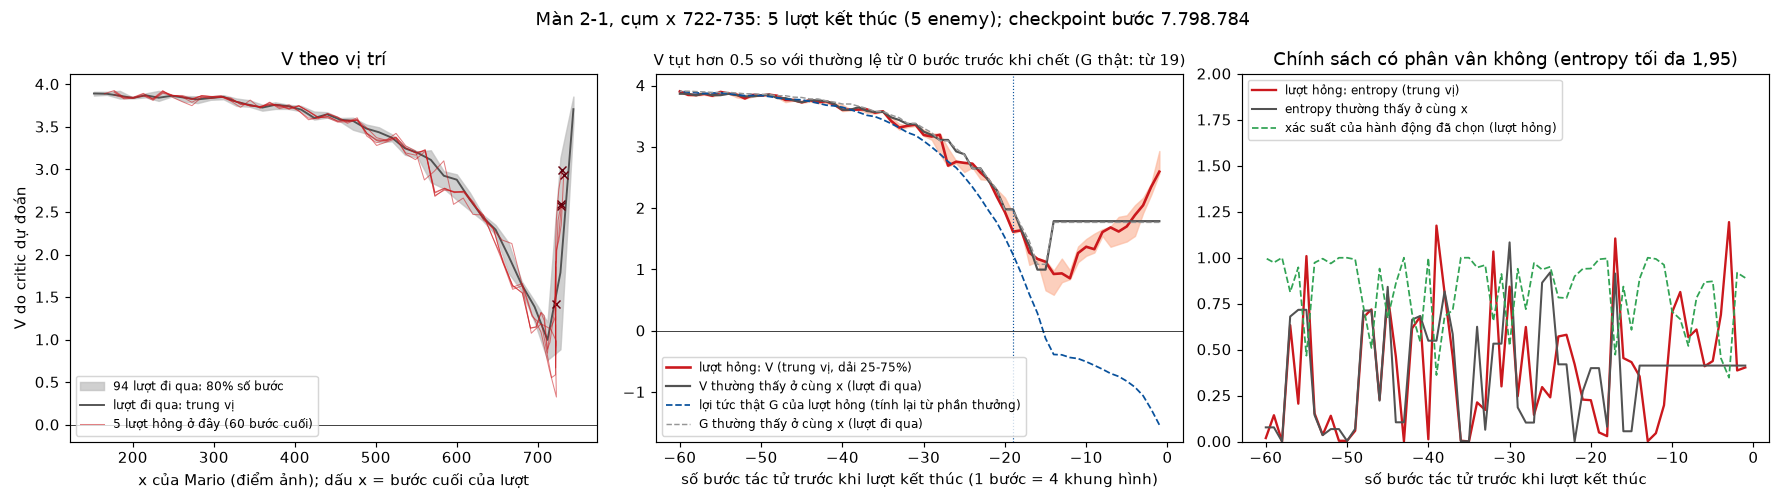 Màn 2-1, cụm x 722-735: 5 lượt kết thúc (5 enemy); checkpoint bước 7.798.784
V theo vị trí
V do critic dự đoán
4.0
3.5
3.0
2.5
2.0
1.5
1.0
0.5
0.0
94 lượt đi qua: 80% số bước
lượt đi qua: trung vị
5 lượt hỏng ở đây (60 bước cuối)
200 300 400 500 600 700
x của Mario (điểm ảnh); dấu x = bước cuối của lượt
V tụt hơn 0.5 so với thường lệ từ 0 bước trước khi chết (G thật: từ 19)
4
3
2
1
0
−1
lượt hỏng: V (trung vị, dải 25-75%)
V thường thấy ở cùng x (lượt đi qua)
lợi tức thật G của lượt hỏng (tính lại từ phần thưởng)
G thường thấy ở cùng x (lượt đi qua)
−60 −50 −40 −30 −20 −10 0
số bước tác tử trước khi lượt kết thúc (1 bước = 4 khung hình)
Chính sách có phân vân không (entropy tối đa 1,95)
2.00
1.75
1.50
1.25
1.00
0.75
0.50
0.25
0.00
lượt hỏng: entropy (trung vị)
entropy thường thấy ở cùng x
xác suất của hành động đã chọn (lượt hỏng)
−60 −50 −40 −30 −20 −10 0
số bước tác tử trước khi lượt kết thúc